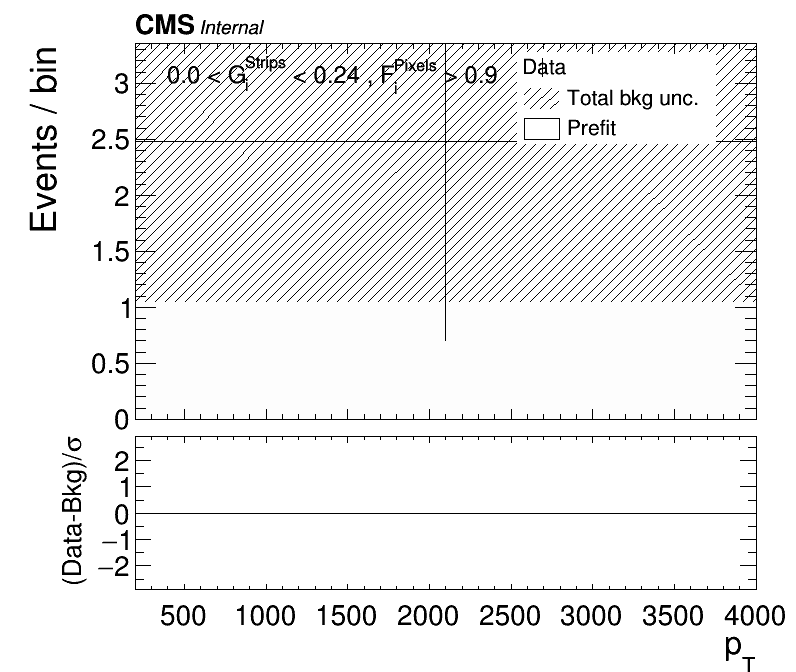 CMS Internal
Events / bin
0.0 < G_i^Strips < 0.24 , F_i^Pixels > 0.9
Data
Total bkg unc.
Prefit
3
2.5
2
1.5
1
0.5
0
(Data-Bkg)/σ
2
1
0
−1
−2
500 1000 1500 2000 2500 3000 3500 4000
p_T